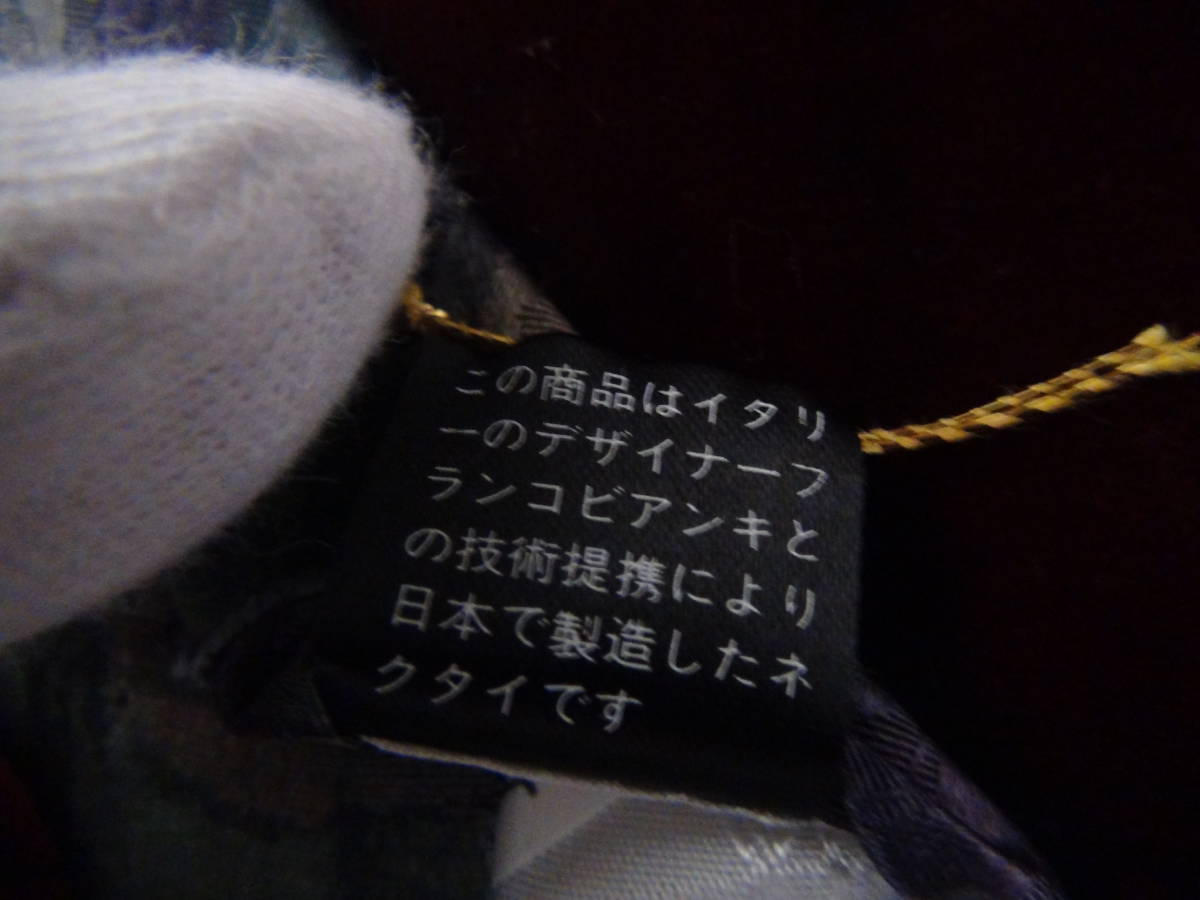 この商品はイタリ
ーのデザイナーフ
ランコビアンキと
の技術提携により
日本で製造したネ
クタイです